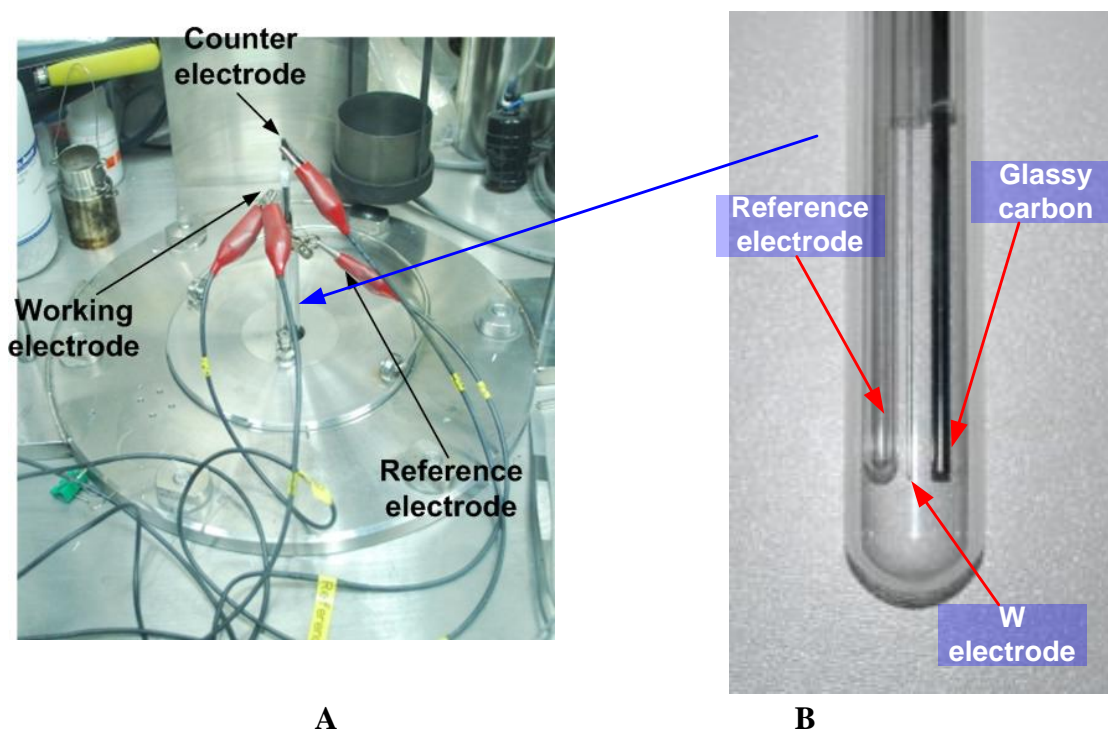 Counter
electrode
Working
electrode
Reference
electrode
Reference
electrode
Glassy
carbon
W
electrode
A
B